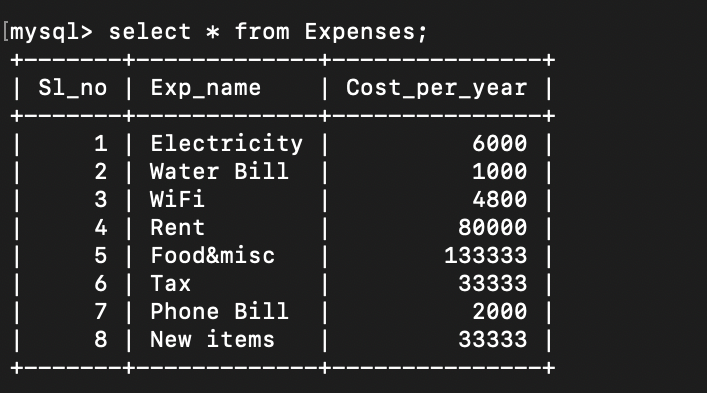 [mysql> select * from Expenses;
+-------+--------------+----------------+
| Sl_no | Exp_name     | Cost_per_year  |
+-------+--------------+----------------+
|     1 | Electricity  |           6000 |
|     2 | Water Bill   |           1000 |
|     3 | WiFi         |           4800 |
|     4 | Rent         |          80000 |
|     5 | Food&misc    |         133333 |
|     6 | Tax          |          33333 |
|     7 | Phone Bill   |           2000 |
|     8 | New items    |          33333 |
+-------+--------------+----------------+